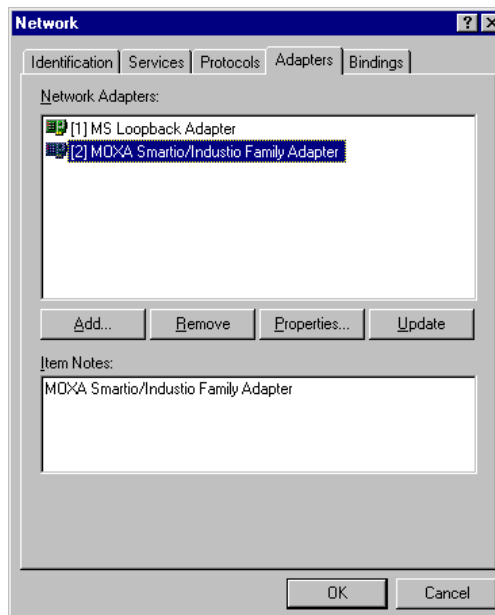 Network
Identification Services Protocols Adapters Bindings
Network Adapters:
[1] MS Loopback Adapter
[2] MOXA Smartio/Industio Family Adapter
Add... Remove Properties... Update
Item Notes:
MOXA Smartio/Industio Family Adapter
OK Cancel